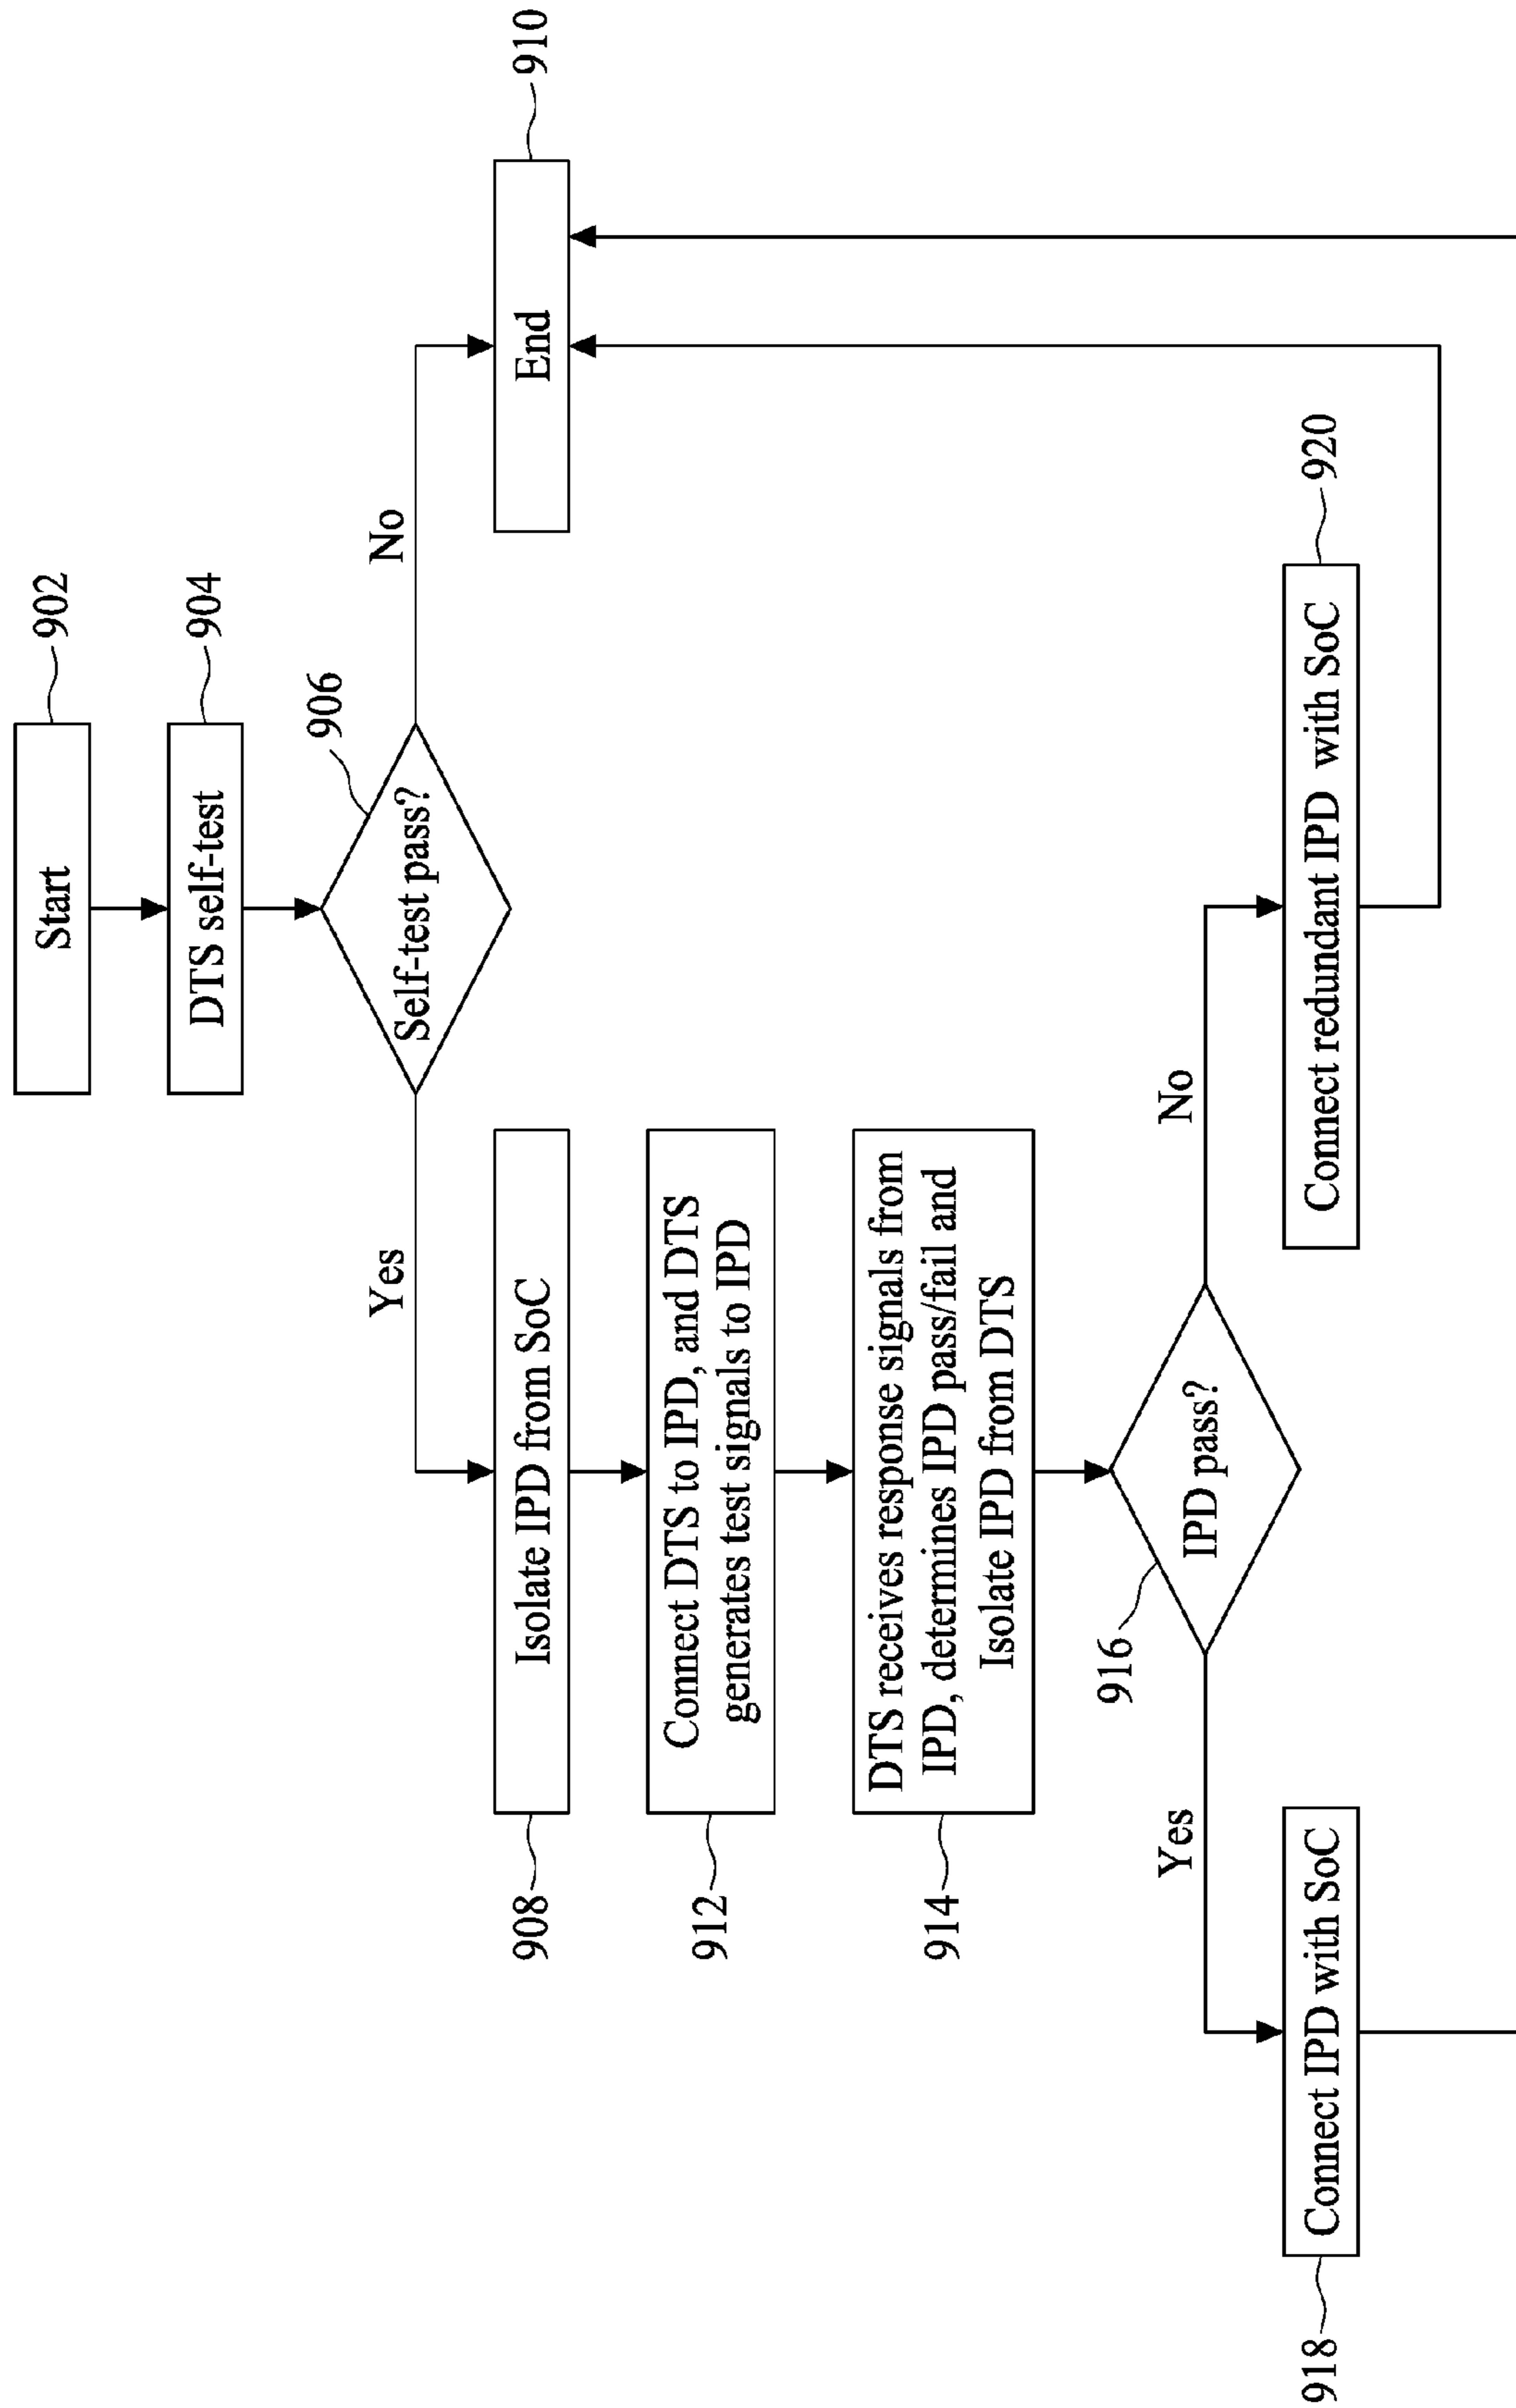 Start
902
DTS self-test
904
906
Self-test pass?
Yes
No
908
Isolate IPD from SoC
End
910
912
Connect DTS to IPD, and DTS
generates test signals to IPD
914
DTS receives response signals from
IPD, determines IPD pass/fail and
Isolate IPD from DTS
916
IPD pass?
Yes
No
918
Connect IPD with SoC
Connect redundant IPD with SoC
920